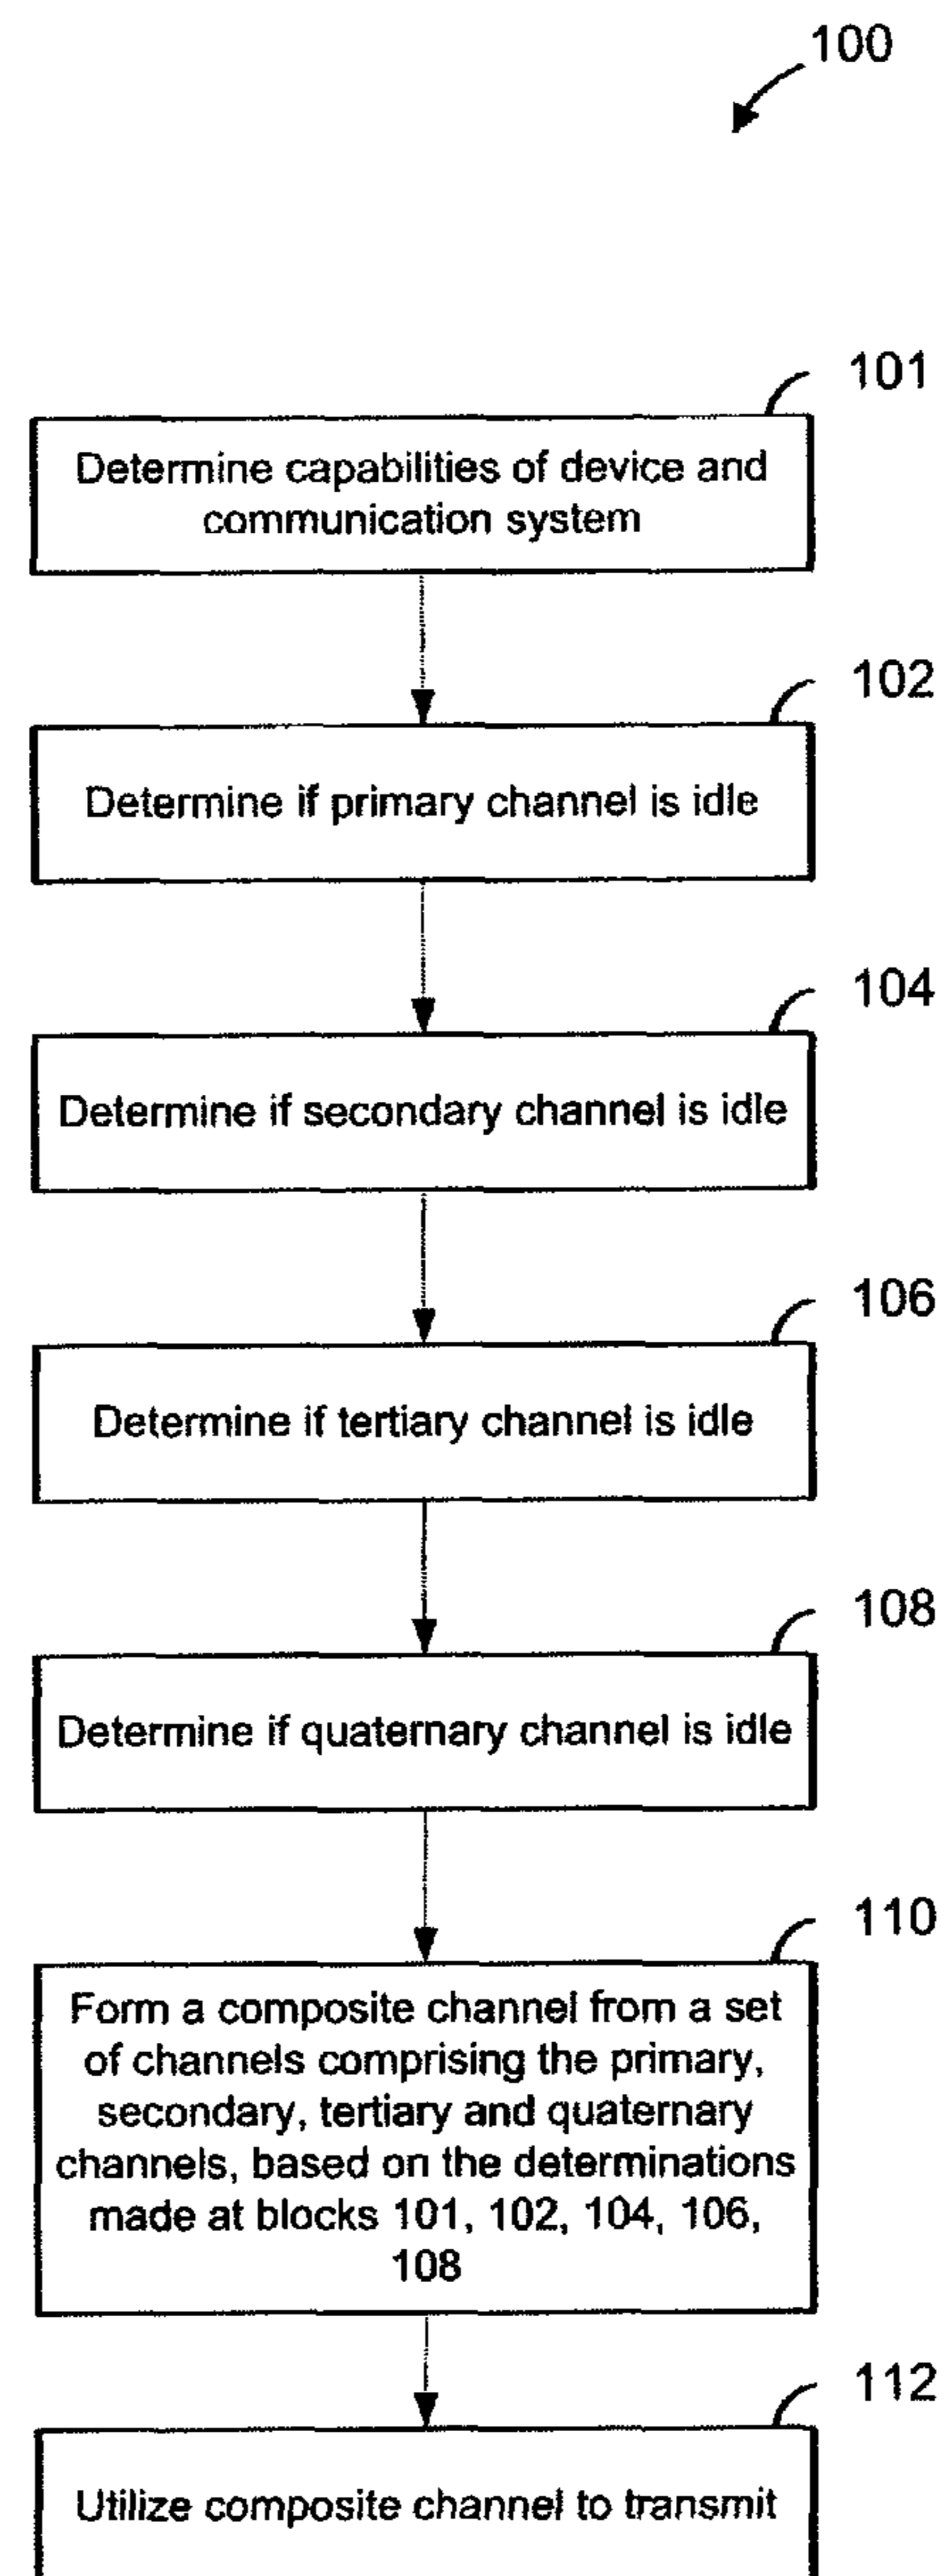 100
101
Determine capabilities of device and
communication system
102
Determine if primary channel is idle
104
Determine if secondary channel is idle
106
Determine if tertiary channel is idle
108
Determine if quaternary channel is idle
110
Form a composite channel from a set
of channels comprising the primary,
secondary, tertiary and quaternary
channels, based on the determinations
made at blocks 101, 102, 104, 106,
108
112
Utilize composite channel to transmit